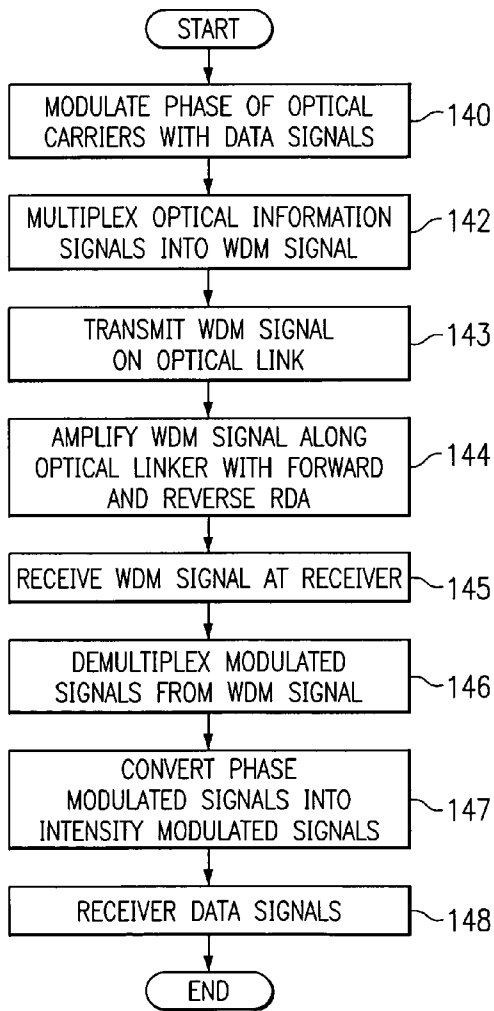 START
MODULATE PHASE OF OPTICAL
CARRIERS WITH DATA SIGNALS
140
MULTIPLEX OPTICAL INFORMATION
SIGNALS INTO WDM SIGNAL
142
TRANSMIT WDM SIGNAL
ON OPTICAL LINK
143
AMPLIFY WDM SIGNAL ALONG
OPTICAL LINKER WITH FORWARD
AND REVERSE RDA
144
RECEIVE WDM SIGNAL AT RECEIVER
145
DEMULTIPLEX MODULATED
SIGNALS FROM WDM SIGNAL
146
CONVERT PHASE
MODULATED SIGNALS INTO
INTENSITY MODULATED SIGNALS
147
RECEIVER DATA SIGNALS
148
END